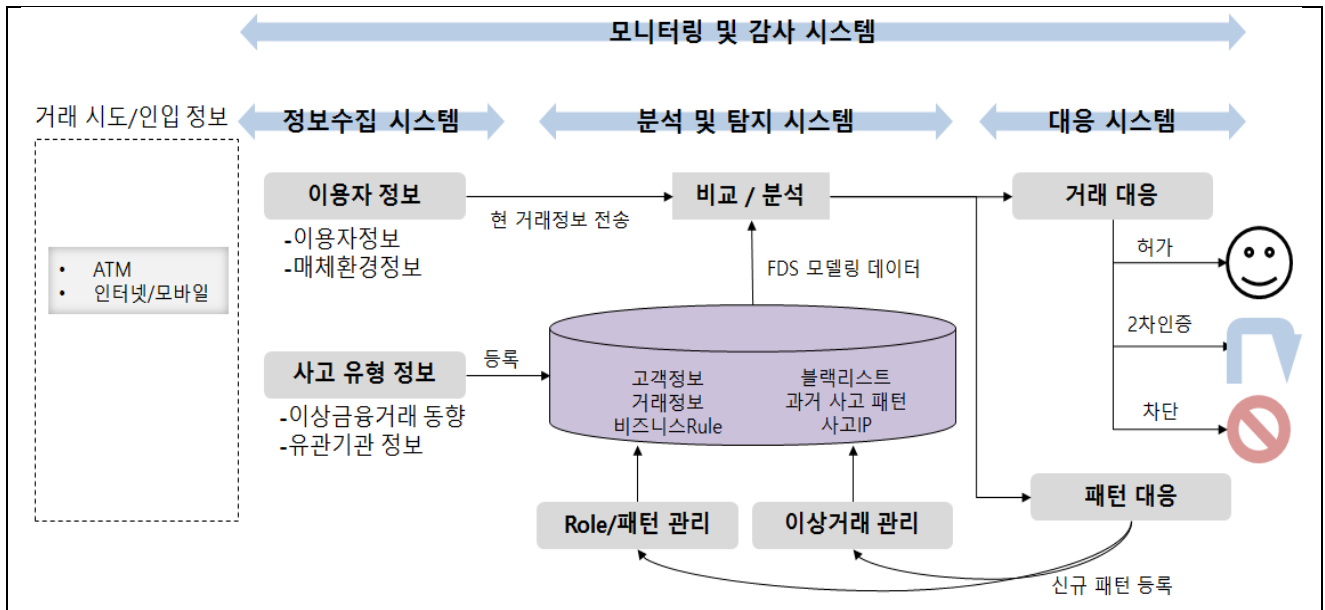 모니터링 및 감사 시스템
거래 시도/인입 정보
정보수집 시스템
분석 및 탐지 시스템
대응 시스템
이용자 정보
비교 / 분석
거래 대응
현 거래정보 전송
-이용자정보
-매체환경정보
허가
• ATM
• 인터넷/모바일
FDS 모델링 데이터
2차인증
사고 유형 정보
등록
고객정보
거래정보
비즈니스Rule
블랙리스트
과거 사고 패턴
사고IP
-이상금융거래 동향
-유관기관 정보
차단
패턴 대응
Role/패턴 관리
이상거래 관리
신규 패턴 등록